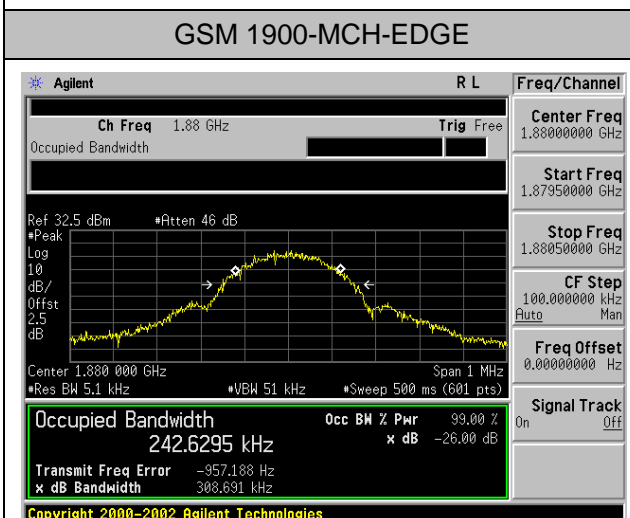 GSM 1900-MCH-EDGE
Agilent R L Freq/Channel
Ch Freq 1.88 GHz Trig Free
Occupied Bandwidth
Center Freq
1.88000000 GHz
Start Freq
1.87950000 GHz
Stop Freq
1.88050000 GHz
CF Step
100.000000 kHz
Auto Man
Freq Offset
0.00000000 Hz
Signal Track
On Off
Ref 32.5 dBm #Atten 46 dB
#Peak
Log
10
dB/
Offst
2.5
dB
Center 1.880 000 GHz Span 1 MHz
#Res BW 5.1 kHz #VBW 51 kHz #Sweep 500 ms (601 pts)
Occupied Bandwidth Occ BW % Pwr 99.00 %
242.6295 kHz x dB -26.00 dB
Transmit Freq Error -957.188 Hz
x dB Bandwidth 308.691 kHz
Copyright 2000-2002 Agilent Technologies